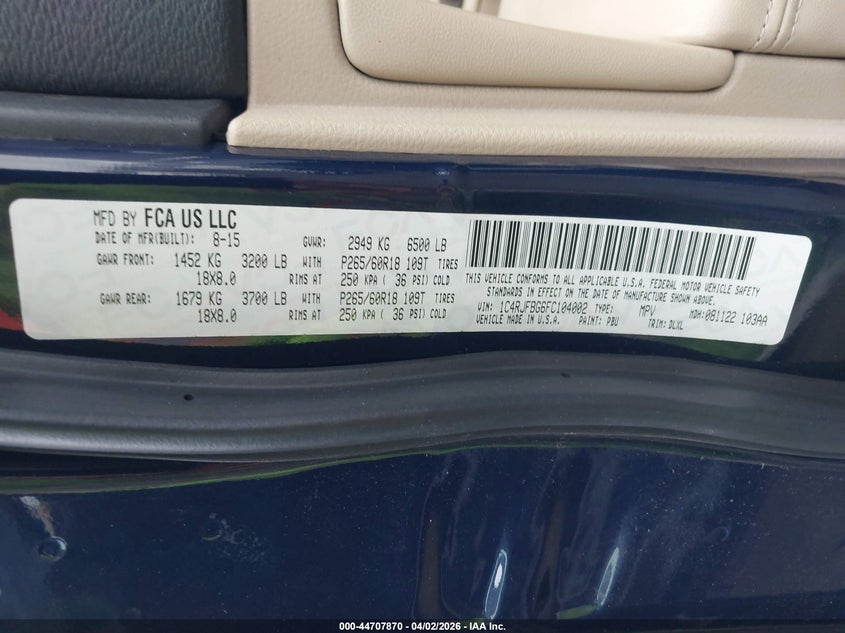 MFD BY FCA US LLC
DATE OF MFR(BUILT): 8-15 GVWR: 2949 KG 6500 LB
GAWR FRONT: 1452 KG 3200 LB WITH P265/60R18 109T TIRES
18X8.0 RIMS AT 250 KPA ( 36 PSI) COLD
GAWR REAR: 1679 KG 3700 LB WITH P265/60R18 109T TIRES
18X8.0 RIMS AT 250 KPA ( 36 PSI) COLD
THIS VEHICLE CONFORMS TO ALL APPLICABLE U.S.A. FEDERAL MOTOR VEHICLE SAFETY
STANDARDS IN EFFECT ON THE DATE OF MANUFACTURE SHOWN ABOVE.
VIN: 1C4RJFBG6FC104002 TYPE: MPV MDH:081122 103AA
VEHICLE MADE IN U.S.A. PAINT: PBU TRIM: DLXL
000-44707870 - 04/02/2026 - IAA Inc.